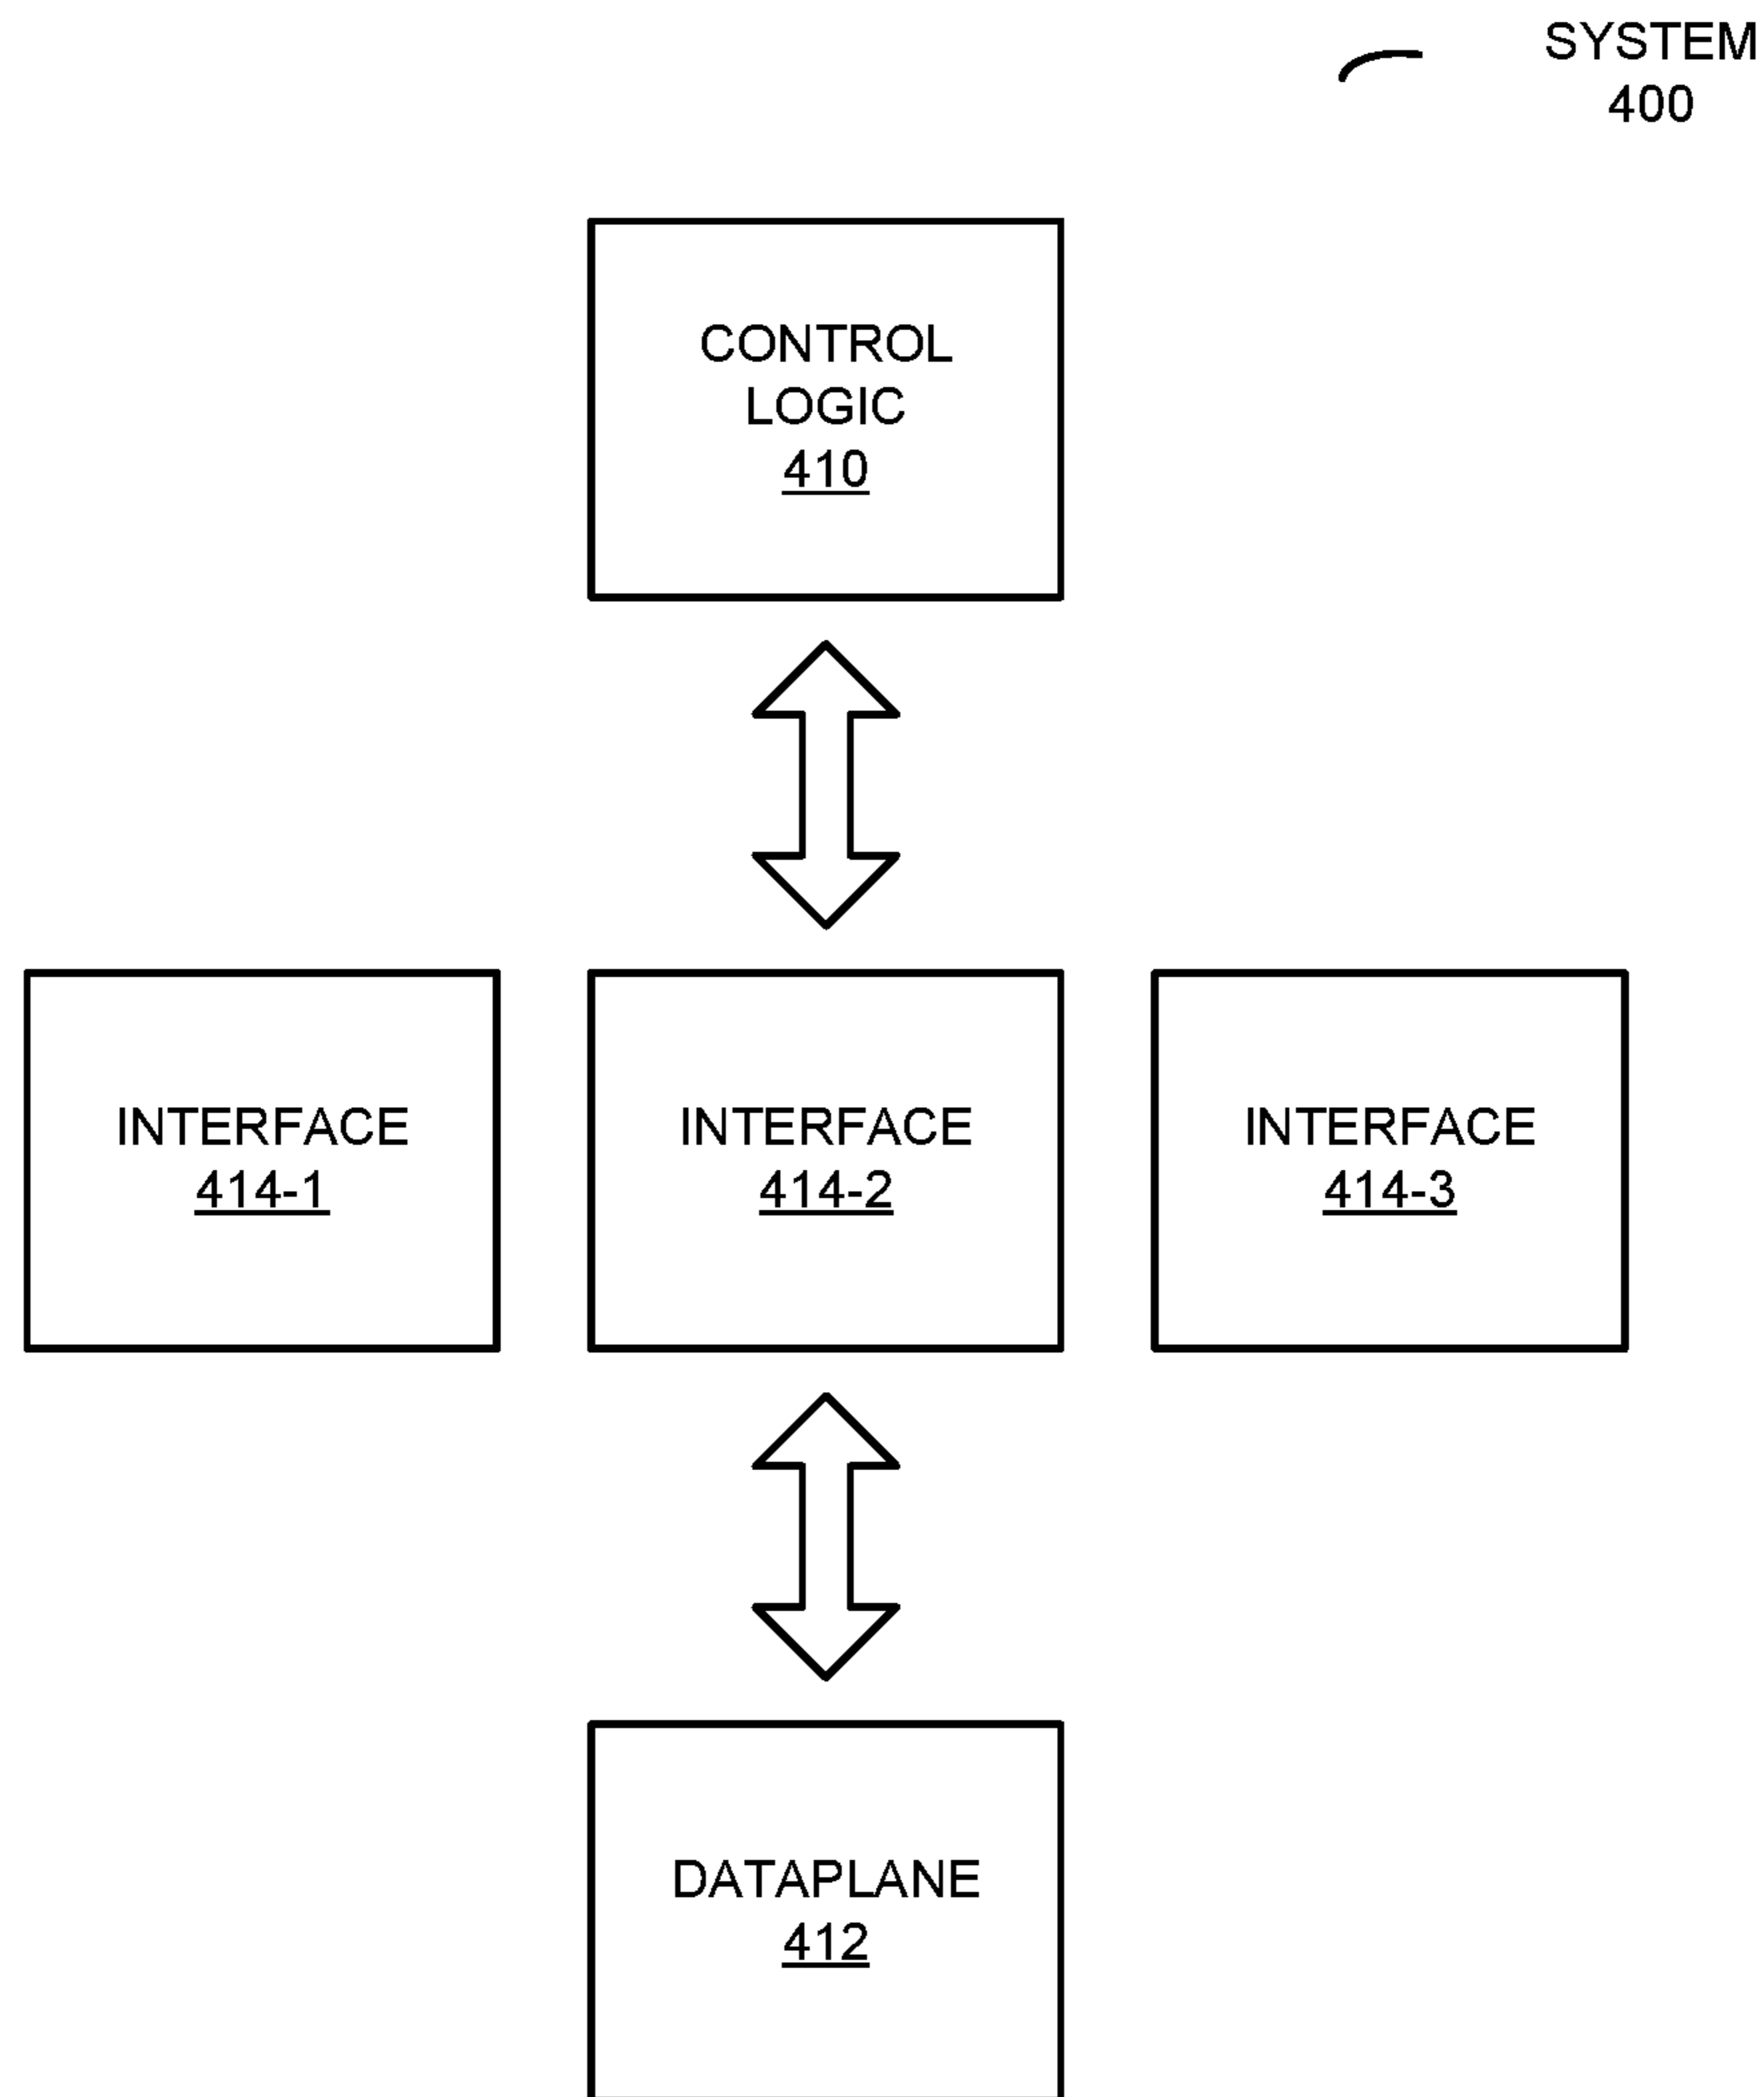 SYSTEM
400
CONTROL
LOGIC
410
INTERFACE
414-1
INTERFACE
414-2
INTERFACE
414-3
DATAPLANE
412